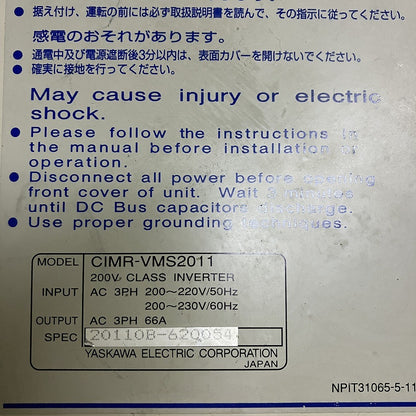 ● 据え付け、運転の前には必ず取扱説明書を読んで、その指示に従ってください。
感電のおそれがあります。
● 通電中及び電源遮断後3分以内は、表面カバーを開けないでください。
● 確実に接地を行ってください。
May cause injury or electric
shock.
● Please follow the instructions in
the manual before installation or
operation.
● Disconnect all power before opening
front cover of unit. Wait 3 minutes
until DC Bus capacitors discharge.
● Use proper grounding techniques.
MODEL CIMR-VMS2011
200V CLASS INVERTER
INPUT AC 3PH 200～220V/50Hz
200～230V/60Hz
OUTPUT AC 3PH 66A
SPEC 20110B-620054
YASKAWA ELECTRIC CORPORATION
JAPAN
NPIT31065-5-11